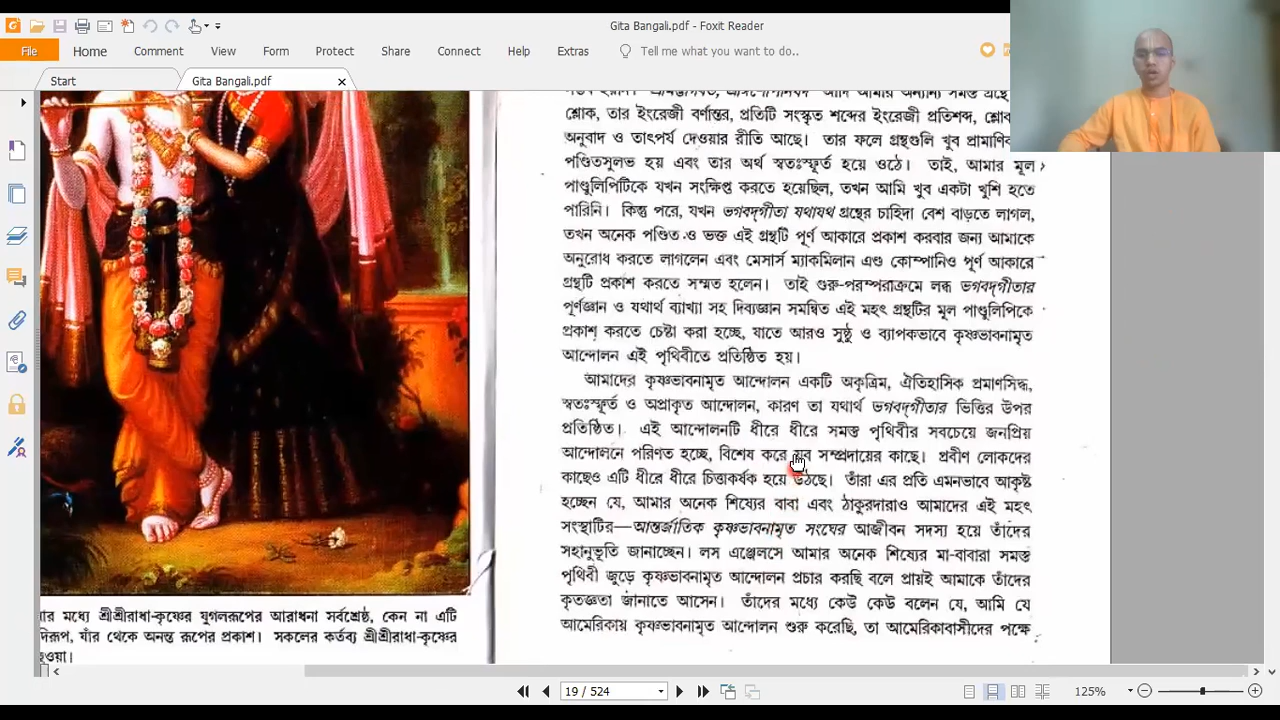 Gita Bangali.pdf - Foxit Reader
File Home Comment View Form Protect Share Connect Help Extras Tell me what you want to do..
Start Gita Bangali.pdf
শ্লোক, তার ইংরেজী বর্ণান্তর, প্রতিটি সংস্কৃত শব্দের ইংরেজী প্রতিশব্দ,
অনুবাদ ও তাৎপর্য দেওয়ার রীতি আছে। তার ফলে গ্রন্থগুলি খুব
পণ্ডিতসুলভ হয় এবং তার অর্থ স্বতঃস্ফূর্ত হয়ে ওঠে। তাই, আমার মূল
পাণ্ডুলিপিটিকে যখন সংক্ষিপ্ত করতে হয়েছিল, তখন আমি খুব একটা খুশি হতে
পারিনি। কিন্তু পরে, যখন ভগবদ্‌গীতা যথাযথ গ্রন্থের চাহিদা বেশ বাড়তে লাগল,
তখন অনেক পণ্ডিত ও ভক্ত এই গ্রন্থটি পূর্ণ আকারে প্রকাশ করবার জন্য আমাকে
অনুরোধ করতে লাগলেন এবং মেসার্স ম্যাকমিলান এণ্ড কোম্পানিও পূর্ণ আকারে
গ্রন্থটি প্রকাশ করতে সম্মত হলেন। তাই গুরু-পরম্পরাক্রমে লব্ধ ভগবদ্‌গীতার
পূর্ণজ্ঞান ও যথার্থ ব্যাখ্যা সহ দিব্যজ্ঞান সমন্বিত এই মহৎ গ্রন্থটির মূল পাণ্ডুলিপিকে
প্রকাশ করতে চেষ্টা করা হচ্ছে, যাতে আরও সুষ্ঠু ও ব্যাপকভাবে কৃষ্ণভাবনামৃত
আন্দোলন এই পৃথিবীতে প্রতিষ্ঠিত হয়।
আমাদের কৃষ্ণভাবনামৃত আন্দোলন একটি অকৃত্রিম, ঐতিহাসিক প্রমাণসিদ্ধ,
স্বতঃস্ফূর্ত ও অপ্রাকৃত আন্দোলন, কারণ তা যথার্থ ভগবদ্‌গীতার ভিত্তির উপর
প্রতিষ্ঠিত। এই আন্দোলনটি ধীরে ধীরে সমস্ত পৃথিবীর সবচেয়ে জনপ্রিয়
আন্দোলনে পরিণত হচ্ছে, বিশেষ করে সম্প্রদায়ের কাছে। প্রবীণ লোকদের
কাছেও এটি ধীরে ধীরে চিত্তাকর্ষক হয়ে উঠছে। তাঁরা এর প্রতি এমনভাবে আকৃষ্ট
হচ্ছেন যে, আমার অনেক শিষ্যের বাবা এবং ঠাকুরদারাও আমাদের এই মহৎ
সংস্থাটির—আন্তর্জাতিক কৃষ্ণভাবনামৃত সংঘের আজীবন সদস্য হয়ে তাঁদের
সহানুভূতি জানাচ্ছেন। লস এঞ্জেলসে আমার অনেক শিষ্যের মা-বাবারা সমস্ত
পৃথিবী জুড়ে কৃষ্ণভাবনামৃত আন্দোলন প্রচার করছি বলে প্রায়ই আমাকে তাঁদের
কৃতজ্ঞতা জানাতে আসেন। তাঁদের মধ্যে কেউ কেউ বলেন যে, আমি যে
আমেরিকায় কৃষ্ণভাবনামৃত আন্দোলন শুরু করেছি, তা আমেরিকাবাসীদের পক্ষে
মধ্যে শ্রীশ্রীরাধা-কৃষ্ণের যুগলরূপের আরাধনা সর্বশ্রেষ্ঠ, কেন না এটি
যাঁর থেকে অনন্ত রূপের প্রকাশ। সকলের কর্তব্য শ্রীশ্রীরাধা-কৃষ্ণের
19 / 524
125%